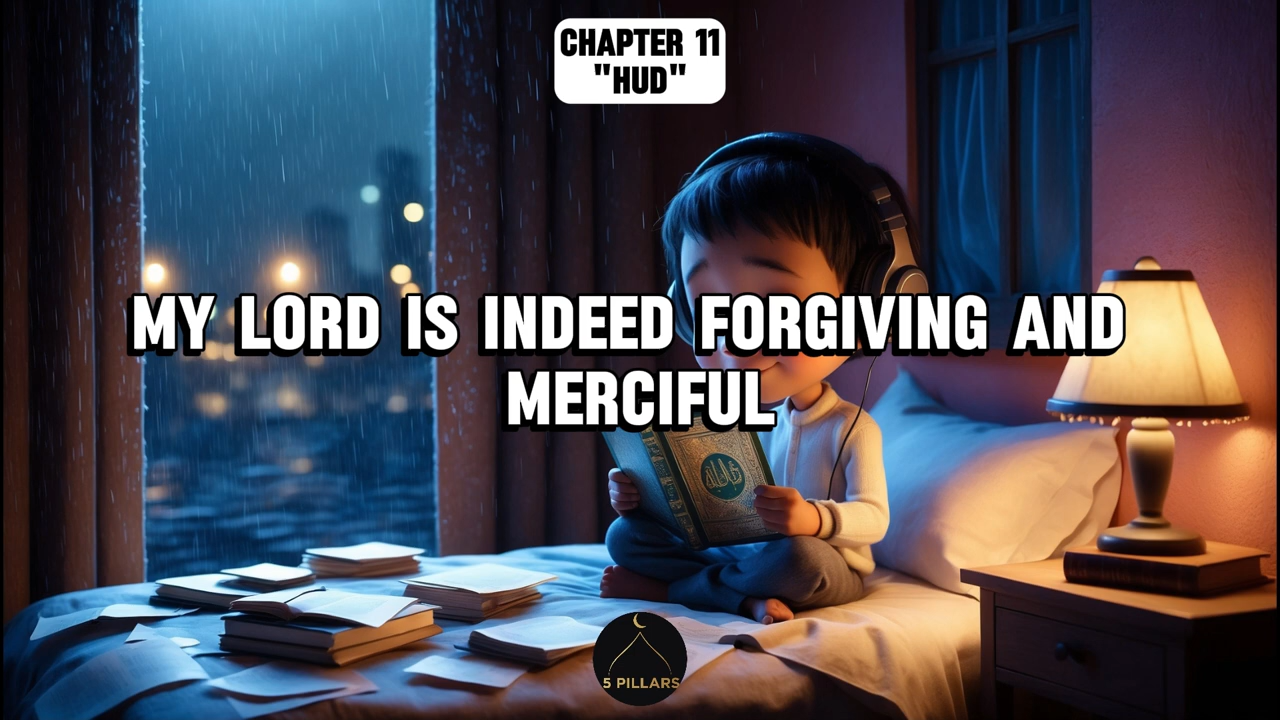 CHAPTER 11
"HUD"
MY LORD IS INDEED FORGIVING AND
MERCIFUL
5 PILLARS